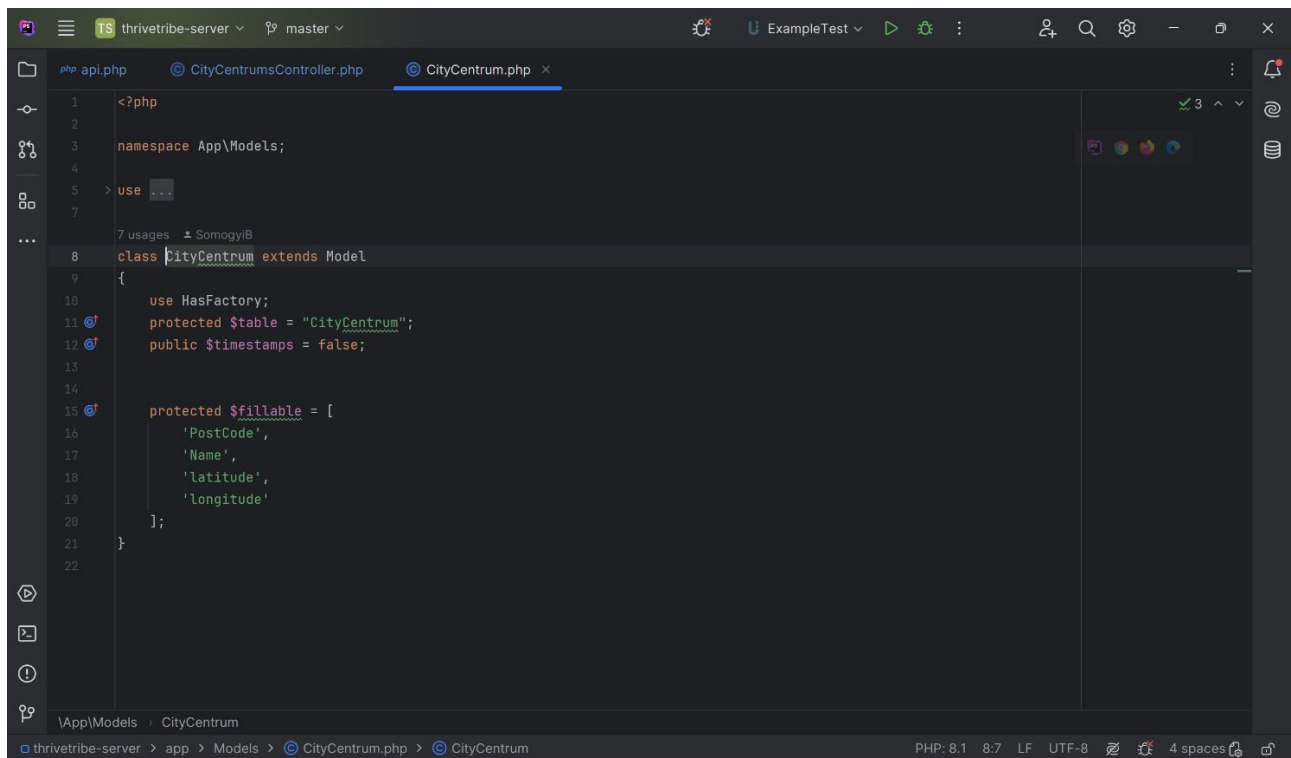 TS thrivetribe-server master ExampleTest
php api.php CityCentrumsController.php CityCentrum.php
1 <?php 3
2
3 namespace App\Models;
4
5 use ...
7
7 usages SomogyiB
8 class CityCentrum extends Model
9 {
10 use HasFactory;
11 protected $table = "CityCentrum";
12 public $timestamps = false;
13
14
15 protected $fillable = [
16 'PostCode',
17 'Name',
18 'latitude',
19 'longitude'
20 ];
21 }
22
\App\Models › CityCentrum
thrivetribe-server > app > Models > CityCentrum.php > CityCentrum PHP: 8.1 8:7 LF UTF-8 4 spaces